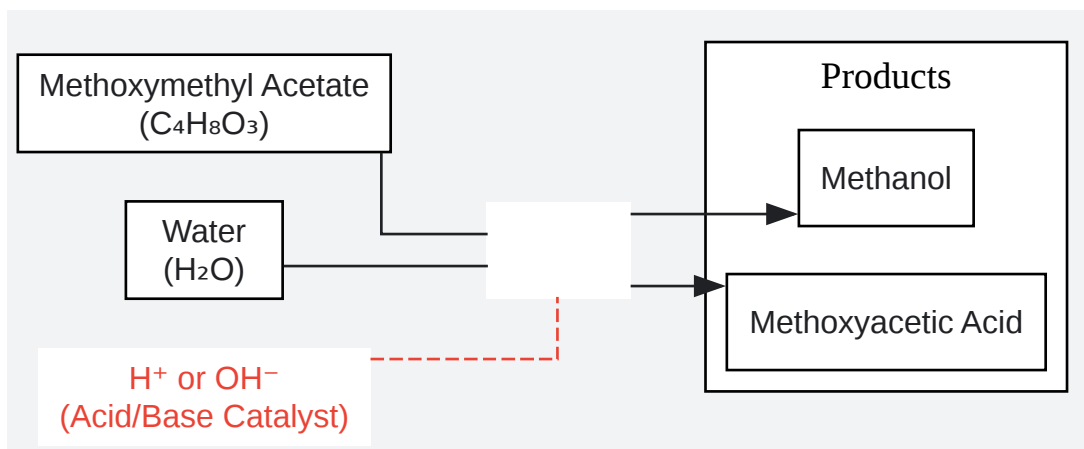 Methoxymethyl Acetate
(C₄H₈O₃)
Water
(H₂O)
H⁺ or OH⁻
(Acid/Base Catalyst)
Products
Methanol
Methoxyacetic Acid